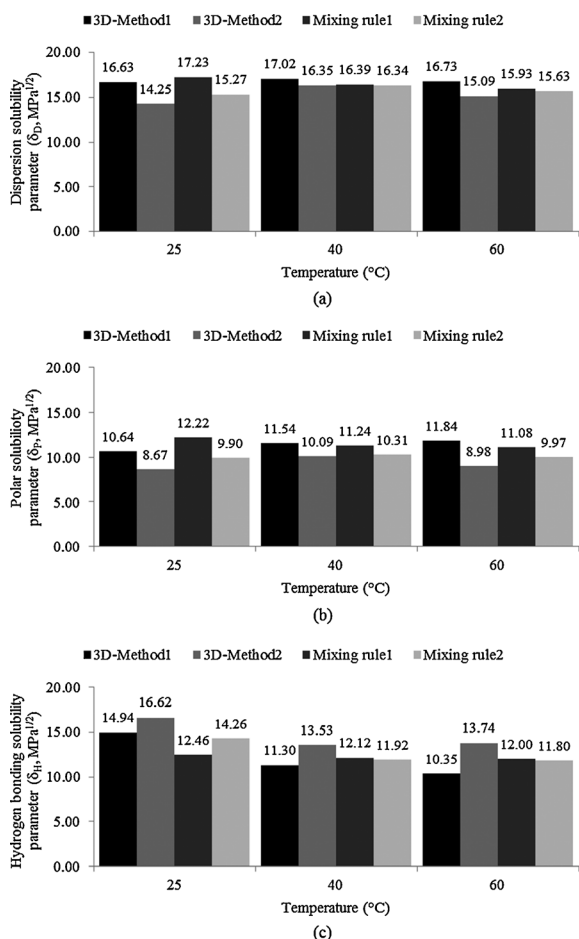 ■3D-Method1 ■3D-Method2 ■Mixing rule1 ■Mixing rule2
Dispersion solubility
parameter (δD, MPa1/2)
20.00
15.00
10.00
5.00
0.00
16.63 14.25 17.23 15.27 17.02 16.35 16.39 16.34 16.73 15.09 15.93 15.63
25 40 60
Temperature (°C)
(a)
■3D-Method1 ■3D-Method2 ■Mixing rule1 ■Mixing rule2
Polar solubilioty
parameter (δP, MPa1/2)
20.00
15.00
10.00
5.00
0.00
10.64 8.67 12.22 9.90 11.54 10.09 11.24 10.31 11.84 8.98 11.08 9.97
25 40 60
Temperature (°C)
(b)
■3D-Method1 ■3D-Method2 ■Mixing rule1 ■Mixing rule2
Hydrogen bonding solubility
parameter (δH, MPa1/2)
20.00
15.00
10.00
5.00
0.00
14.94 16.62 12.46 14.26 11.30 13.53 12.12 11.92 10.35 13.74 12.00 11.80
25 40 60
Temperature (°C)
(c)